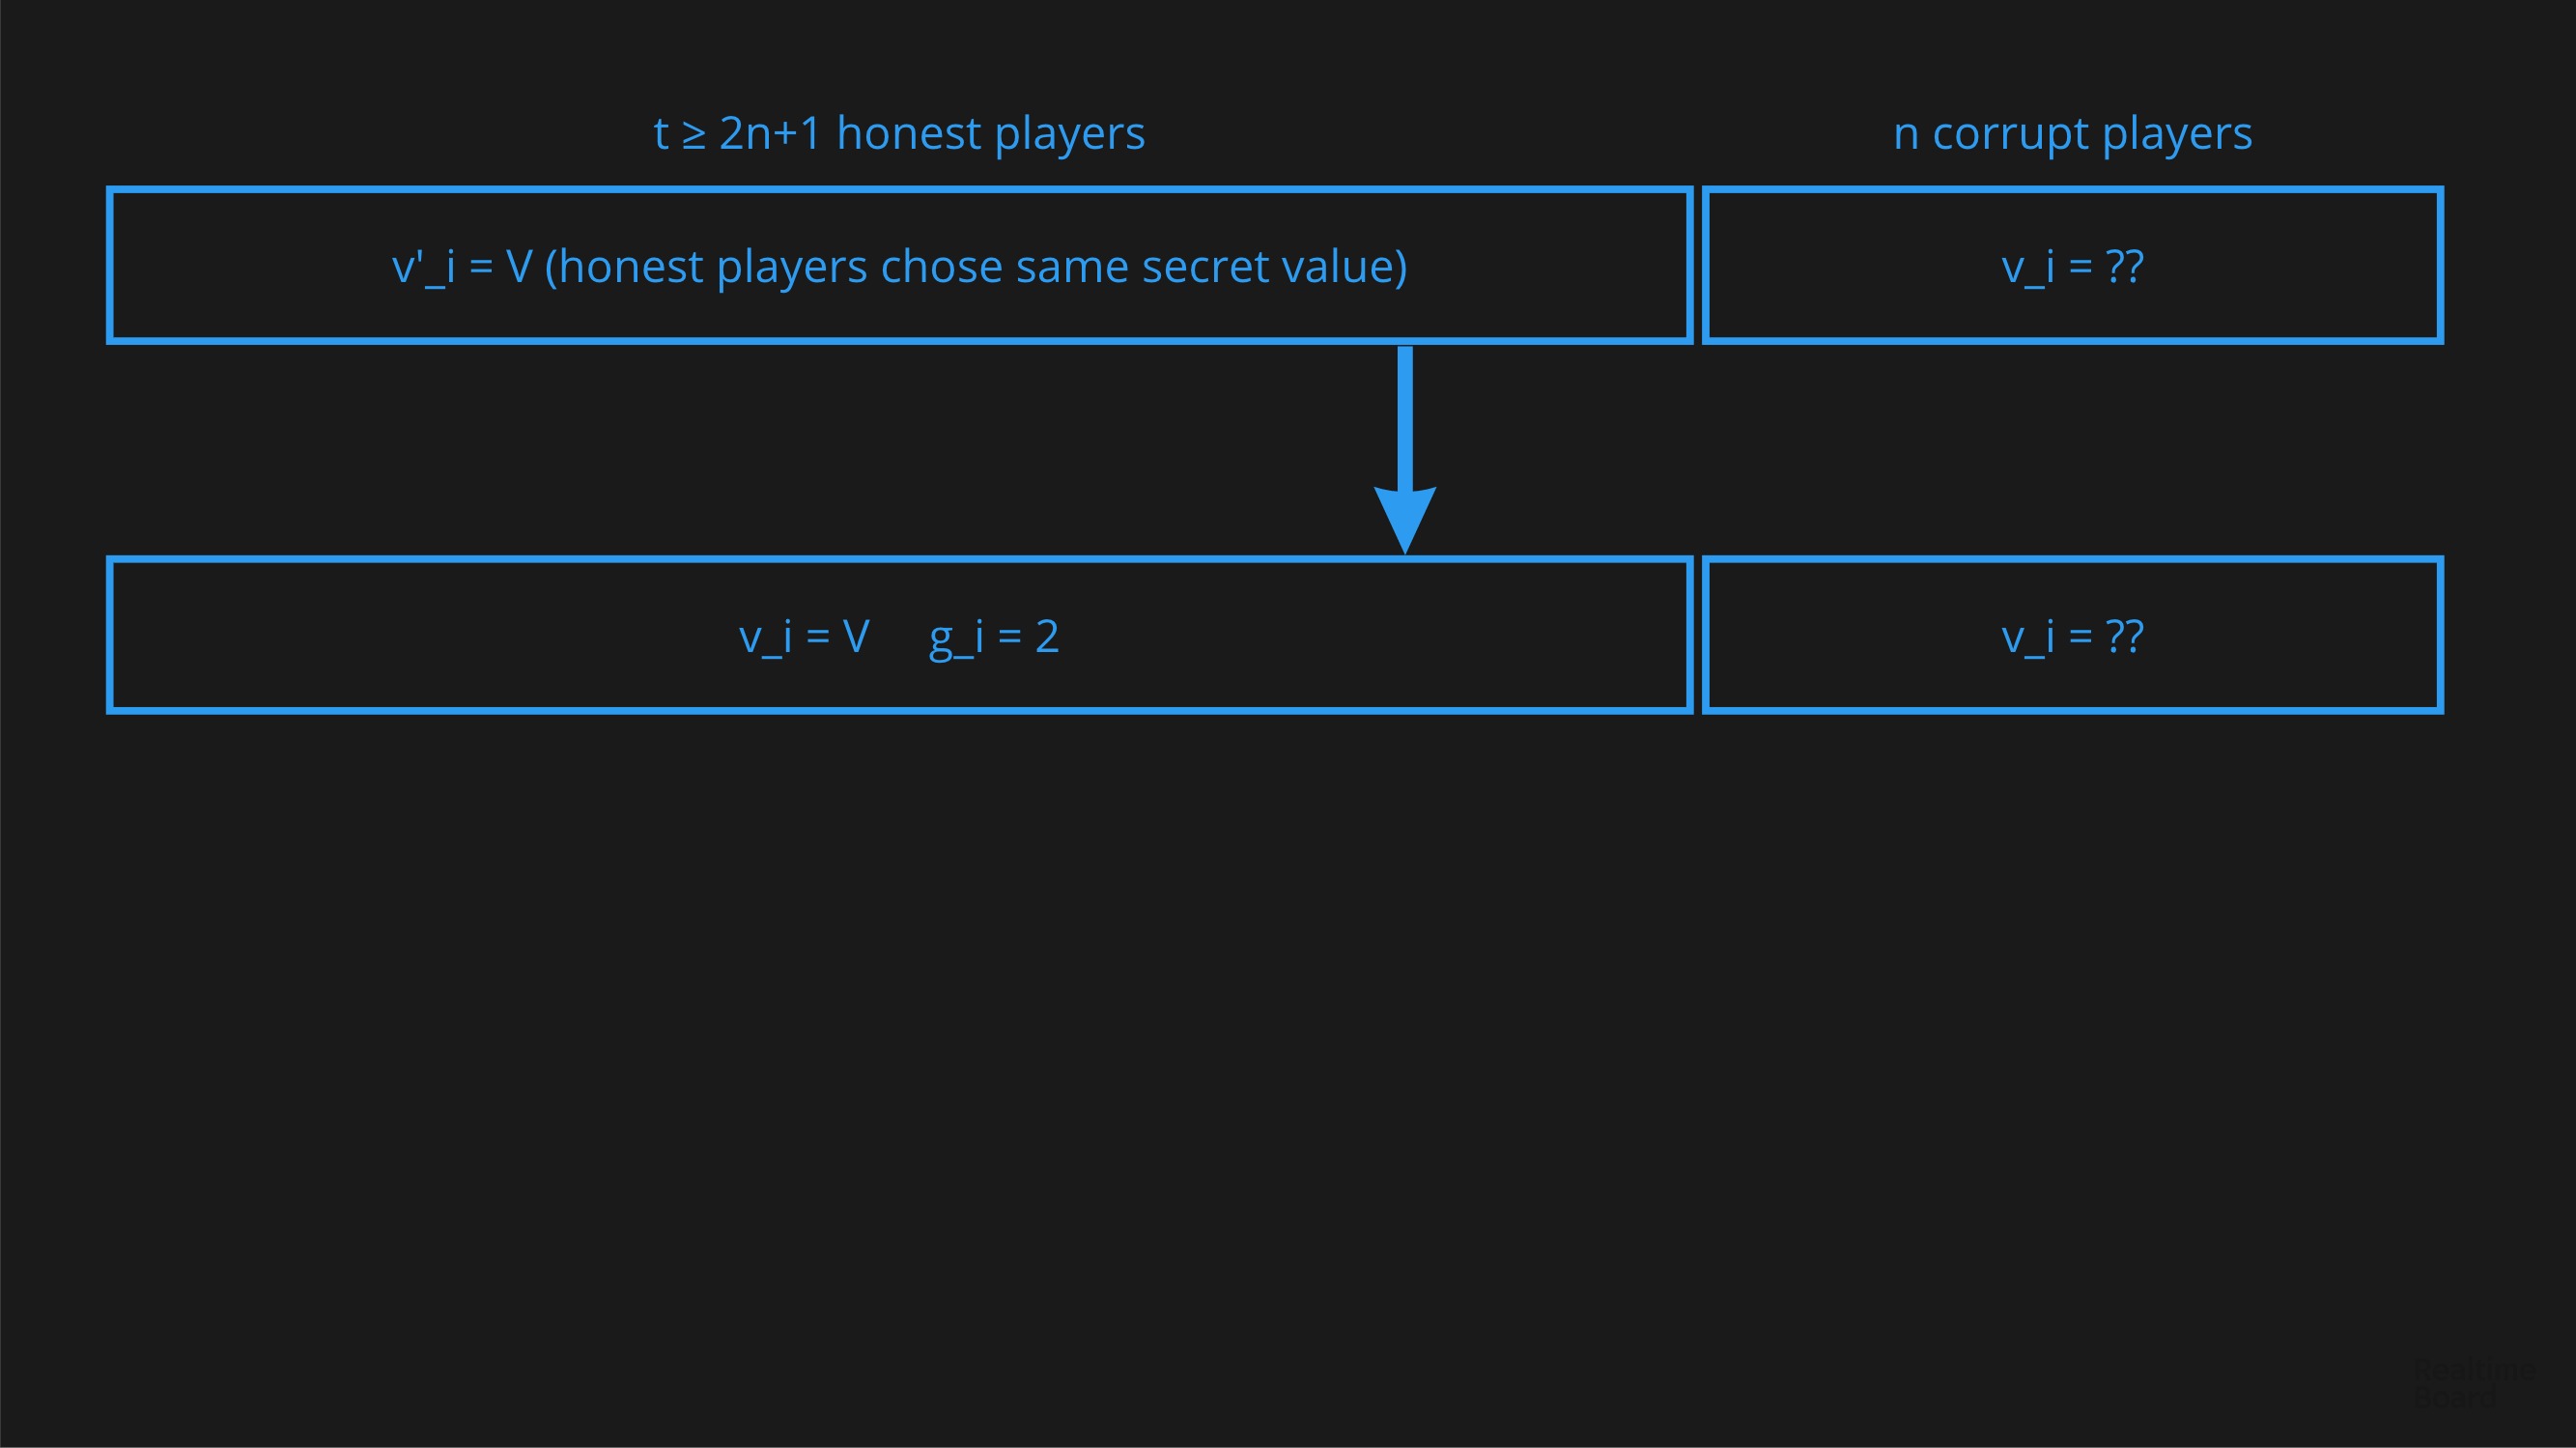 t ≥ 2n+1 honest players
n corrupt players
v'_i = V (honest players chose same secret value)
v_i = ??
v_i = V g_i = 2
v_i = ??
Realtime
Board